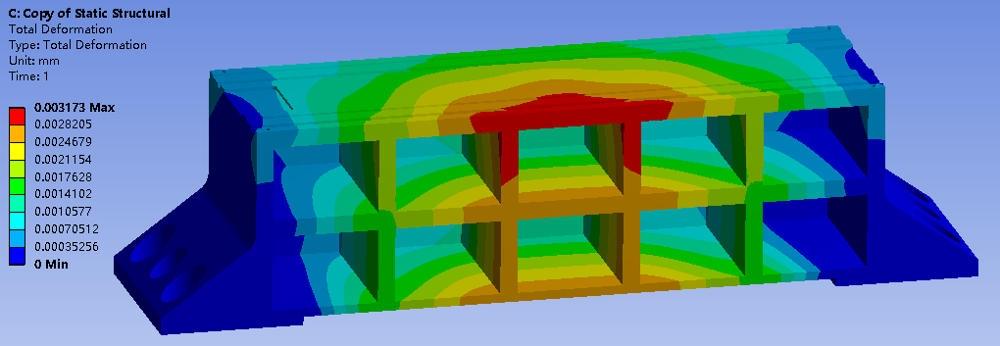 C: Copy of Static Structural
Total Deformation
Type: Total Deformation
Unit: mm
Time: 1
0.003173 Max
0.0028205
0.0024679
0.0021154
0.0017628
0.0014102
0.0010577
0.00070512
0.00035256
0 Min